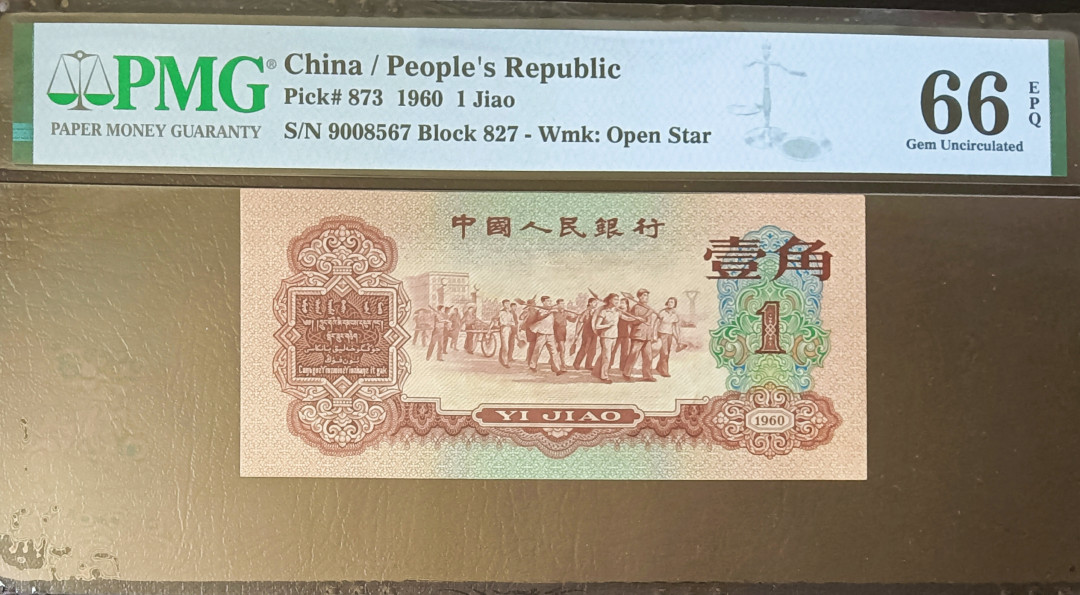 PMG®
PAPER MONEY GUARANTY
China / People's Republic
Pick# 873 1960 1 Jiao
S/N 9008567 Block 827 - Wmk: Open Star
66
EPQ
Gem Uncirculated
中國人民銀行
壹角
1
YI JIAO
1960